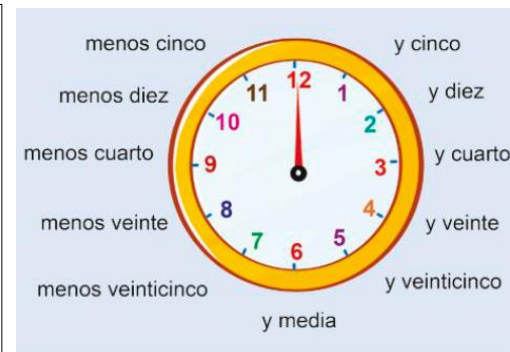 menos cinco
y cinco
menos diez
y diez
menos cuarto
y cuarto
menos veinte
y veinte
menos veinticinco
y veinticinco
y media
12
1
2
3
4
5
6
7
8
9
10
11